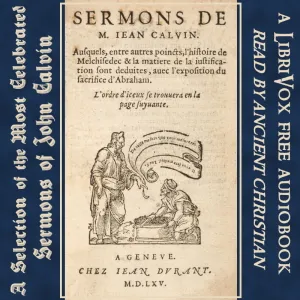 A Selection of the Most Celebrated
Sermons of John Calvin
SERMONS DE
M. IEAN CALVIN.
Ausquels, entre autres poincts, l'histoire de
Melchisedec & la matiere de la iustifica-
tion sont deduites, auec l'exposition du
sacrifice d'Abraham.
L'ordre d'iceux se trouuera en la
page suyuante.
A GENEVE.
CHEZ IEAN DVRANT.
M.D.LXV.
A LIBRIVOX FREE AUDIOBOOK
READ BY ANCIENT CHRISTIAN